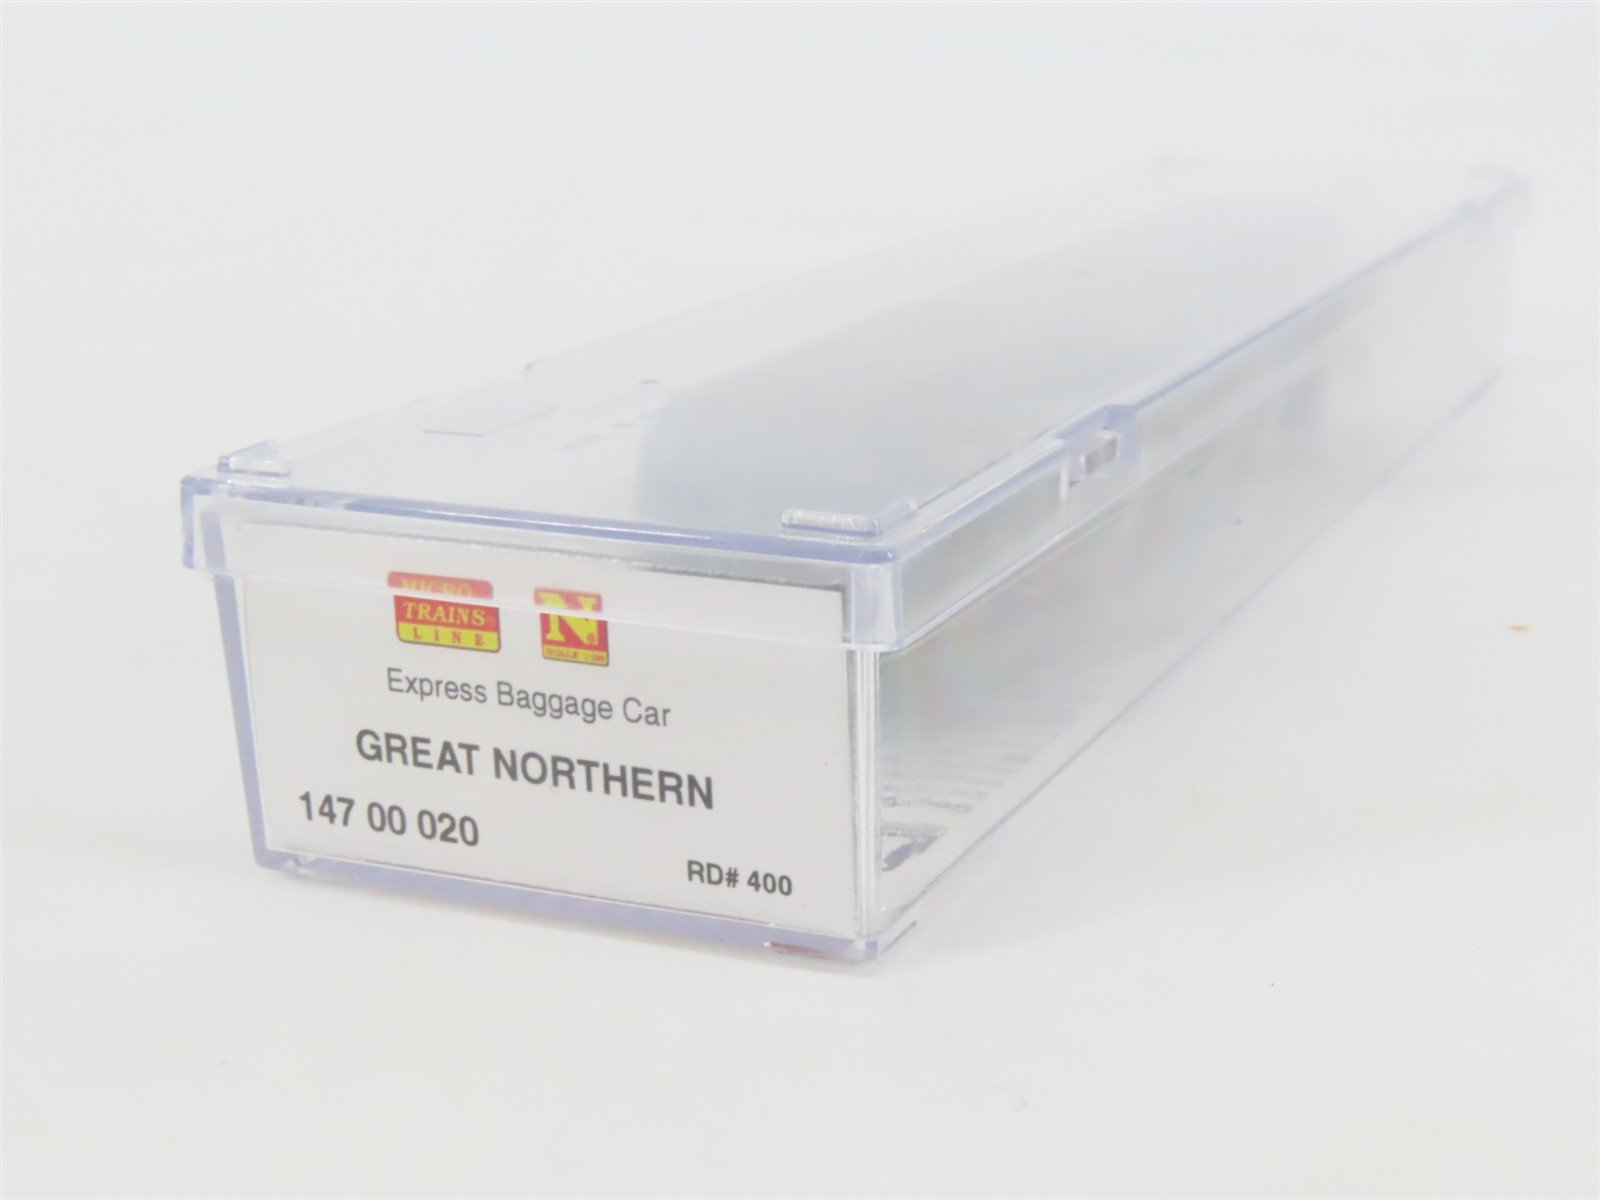 MICRO
TRAINS®
LINE
N®
SCALE 1:160
Express Baggage Car
GREAT NORTHERN
147 00 020
RD# 400